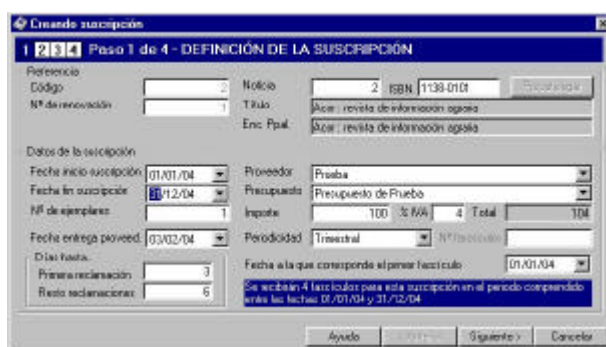 Creando suscripción
1 2 3 4 Paso 1 de 4 - DEFINICIÓN DE LA SUSCRIPCIÓN
Referencia
Código 2
Nº de renovación 1
Noticia 2 ISBN 1138-0101
Título Acor : revista de información agraria
Enc. Ppal. Acor : revista de información agraria
Datos de la suscripción
Fecha inicio suscripción 01/01/04
Fecha fin suscripción 31/12/04
Nº de ejemplares 1
Fecha entrega proveed. 03/02/04
Días hasta...
Primera reclamación 3
Resto reclamaciones 6
Proveedor Prueba
Presupuesto Presupuesto de Prueba
Importe 100 % IVA 4 Total 104
Periodicidad Trimestral Nº fascículos
Fecha a la que corresponde el primer fascículo 01/01/04
Se recibirán 4 fascículos para esta suscripción en el periodo comprendido
entre las fechas 01/01/04 y 31/12/04
Ayuda Siguiente > Cancelar